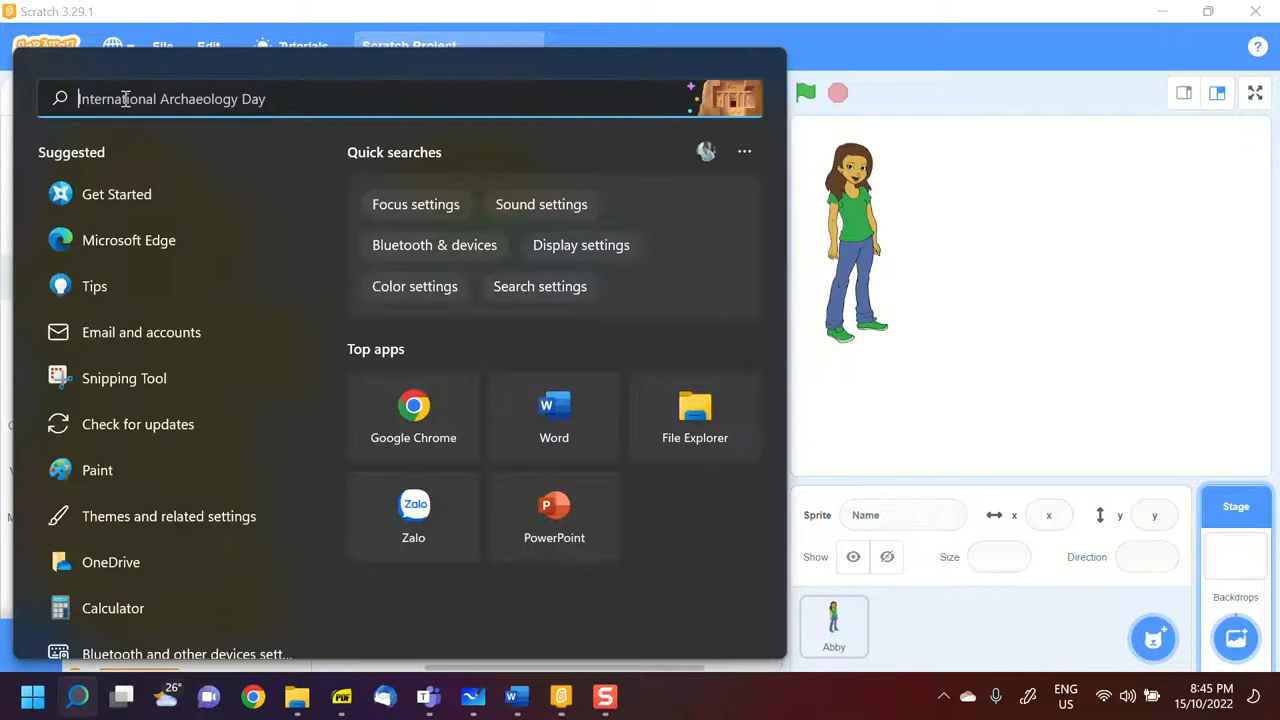 Scratch 3.29.1
SCRATCH File Edit Tutorials Scratch Project ?
International Archaeology Day
Suggested
Get Started
Microsoft Edge
Tips
Email and accounts
Snipping Tool
Check for updates
Paint
Themes and related settings
OneDrive
Calculator
Bluetooth and other devices sett...
Quick searches
Focus settings Sound settings
Bluetooth & devices Display settings
Color settings Search settings
Top apps
Google Chrome Word File Explorer
Zalo
Zalo PowerPoint
Sprite Name x x y y
Show Size Direction
Abby
Stage
Backdrops
26°
PDF
ENG
US
8:45 PM
15/10/2022